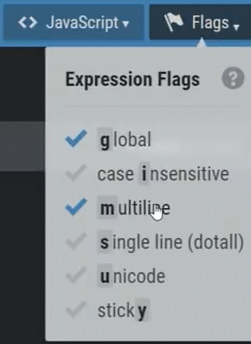 <> JavaScript ▾ Flags ▾
Expression Flags ?
global
case insensitive
multiline
single line (dotall)
unicode
sticky